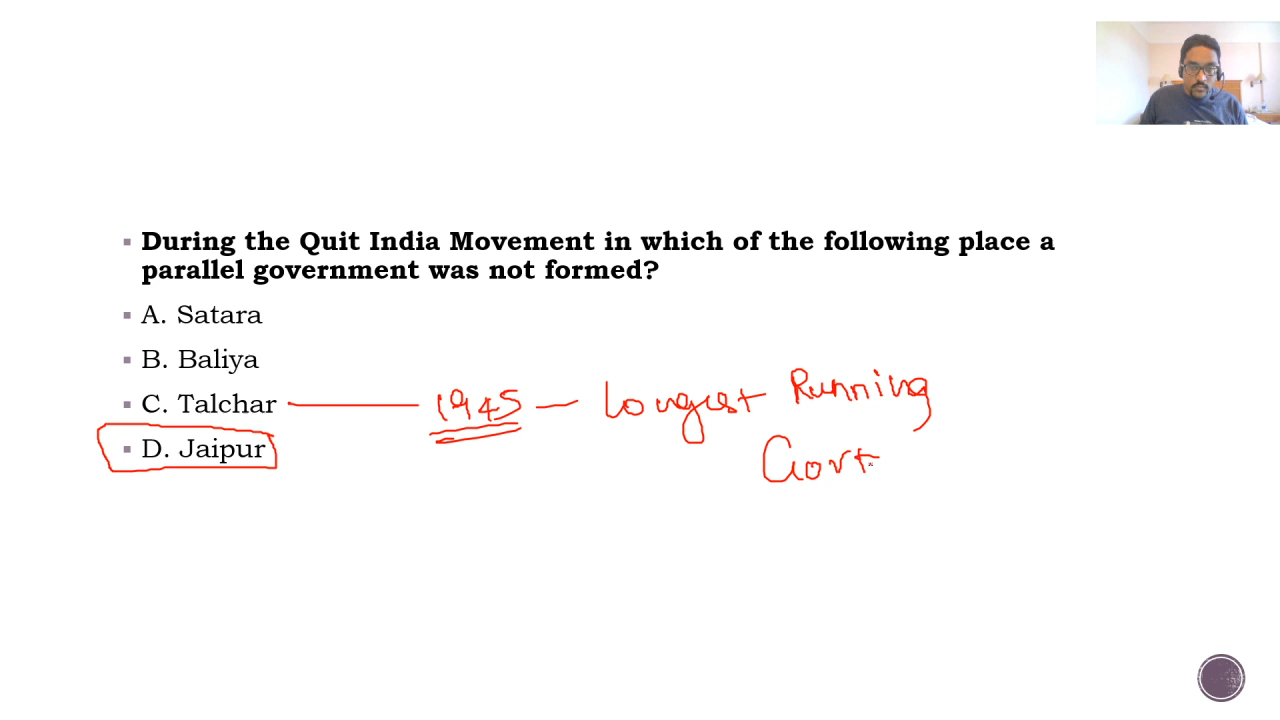 During the Quit India Movement in which of the following place a
parallel government was not formed?
A. Satara
B. Baliya
C. Talchar 1945 - Longest Running
Govt
D. Jaipur